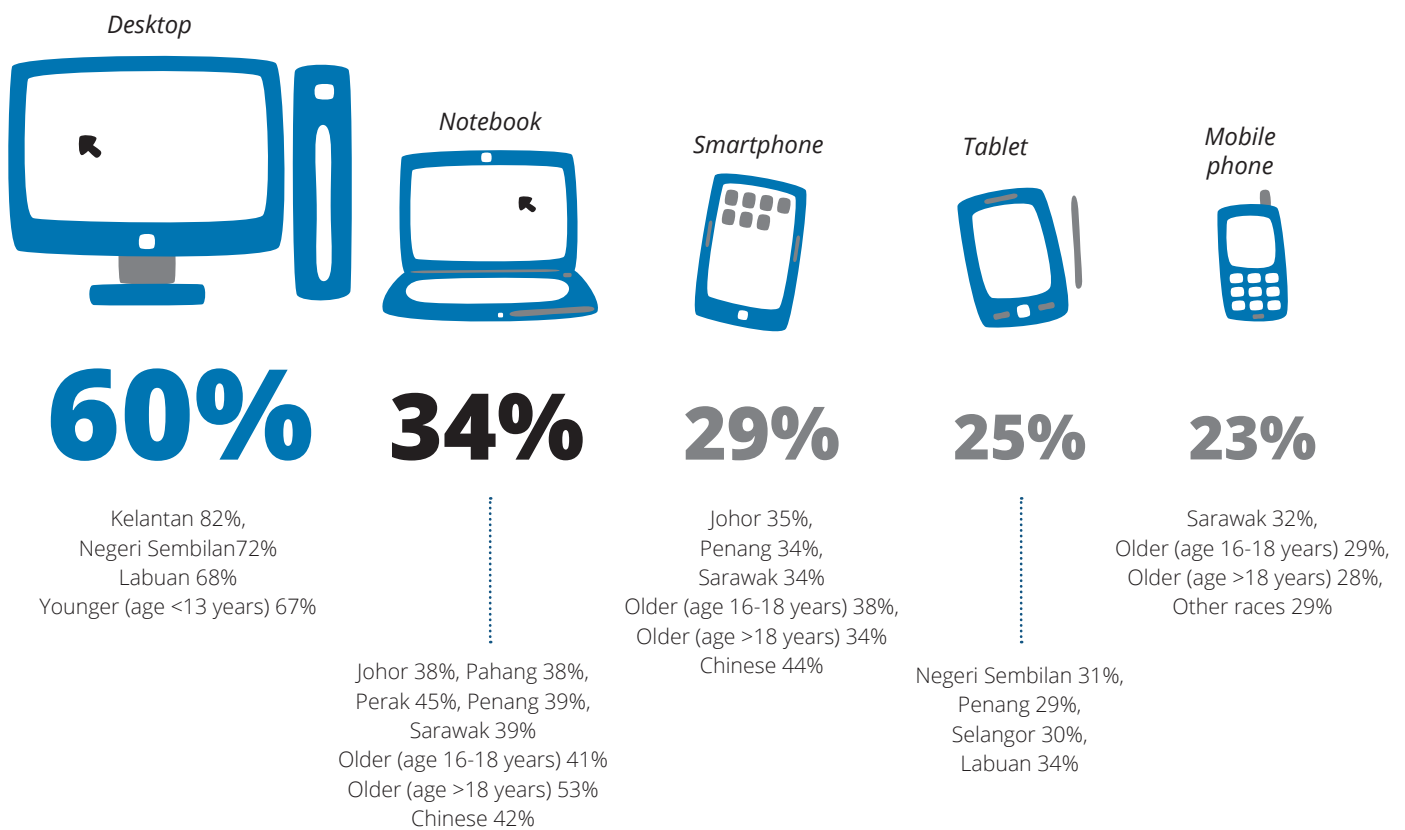 Desktop
60%
Kelantan 82%,
Negeri Sembilan72%
Labuan 68%
Younger (age <13 years) 67%
Notebook
34%
Johor 38%, Pahang 38%,
Perak 45%, Penang 39%,
Sarawak 39%
Older (age 16-18 years) 41%
Older (age >18 years) 53%
Chinese 42%
Smartphone
29%
Johor 35%,
Penang 34%,
Sarawak 34%
Older (age 16-18 years) 38%,
Older (age >18 years) 34%
Chinese 44%
Tablet
25%
Negeri Sembilan 31%,
Penang 29%,
Selangor 30%,
Labuan 34%
Mobile
phone
23%
Sarawak 32%,
Older (age 16-18 years) 29%,
Older (age >18 years) 28%,
Other races 29%